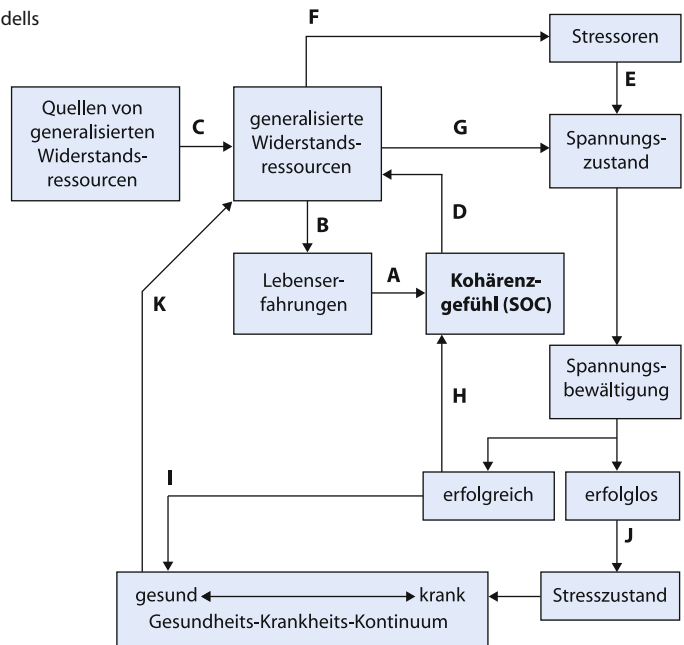 dells
F
Stressoren
E
Quellen von
generalisierten
Widerstands-
ressourcen
C
generalisierte
Widerstands-
ressourcen
G
Spannungs-
zustand
D
B
Lebenser-
fahrungen
A
Kohärenz-
gefühl (SOC)
K
Spannungs-
bewältigung
H
I
erfolgreich
erfolglos
J
gesund
krank
Gesundheits-Krankheits-Kontinuum
Stresszustand